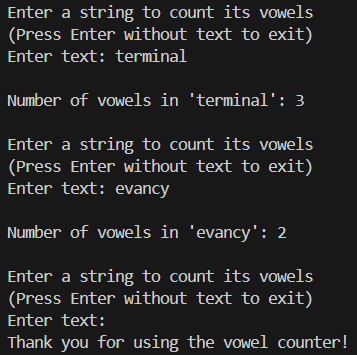 Enter a string to count its vowels
(Press Enter without text to exit)
Enter text: terminal
Number of vowels in 'terminal': 3
Enter a string to count its vowels
(Press Enter without text to exit)
Enter text: evancy
Number of vowels in 'evancy': 2
Enter a string to count its vowels
(Press Enter without text to exit)
Enter text:
Thank you for using the vowel counter!